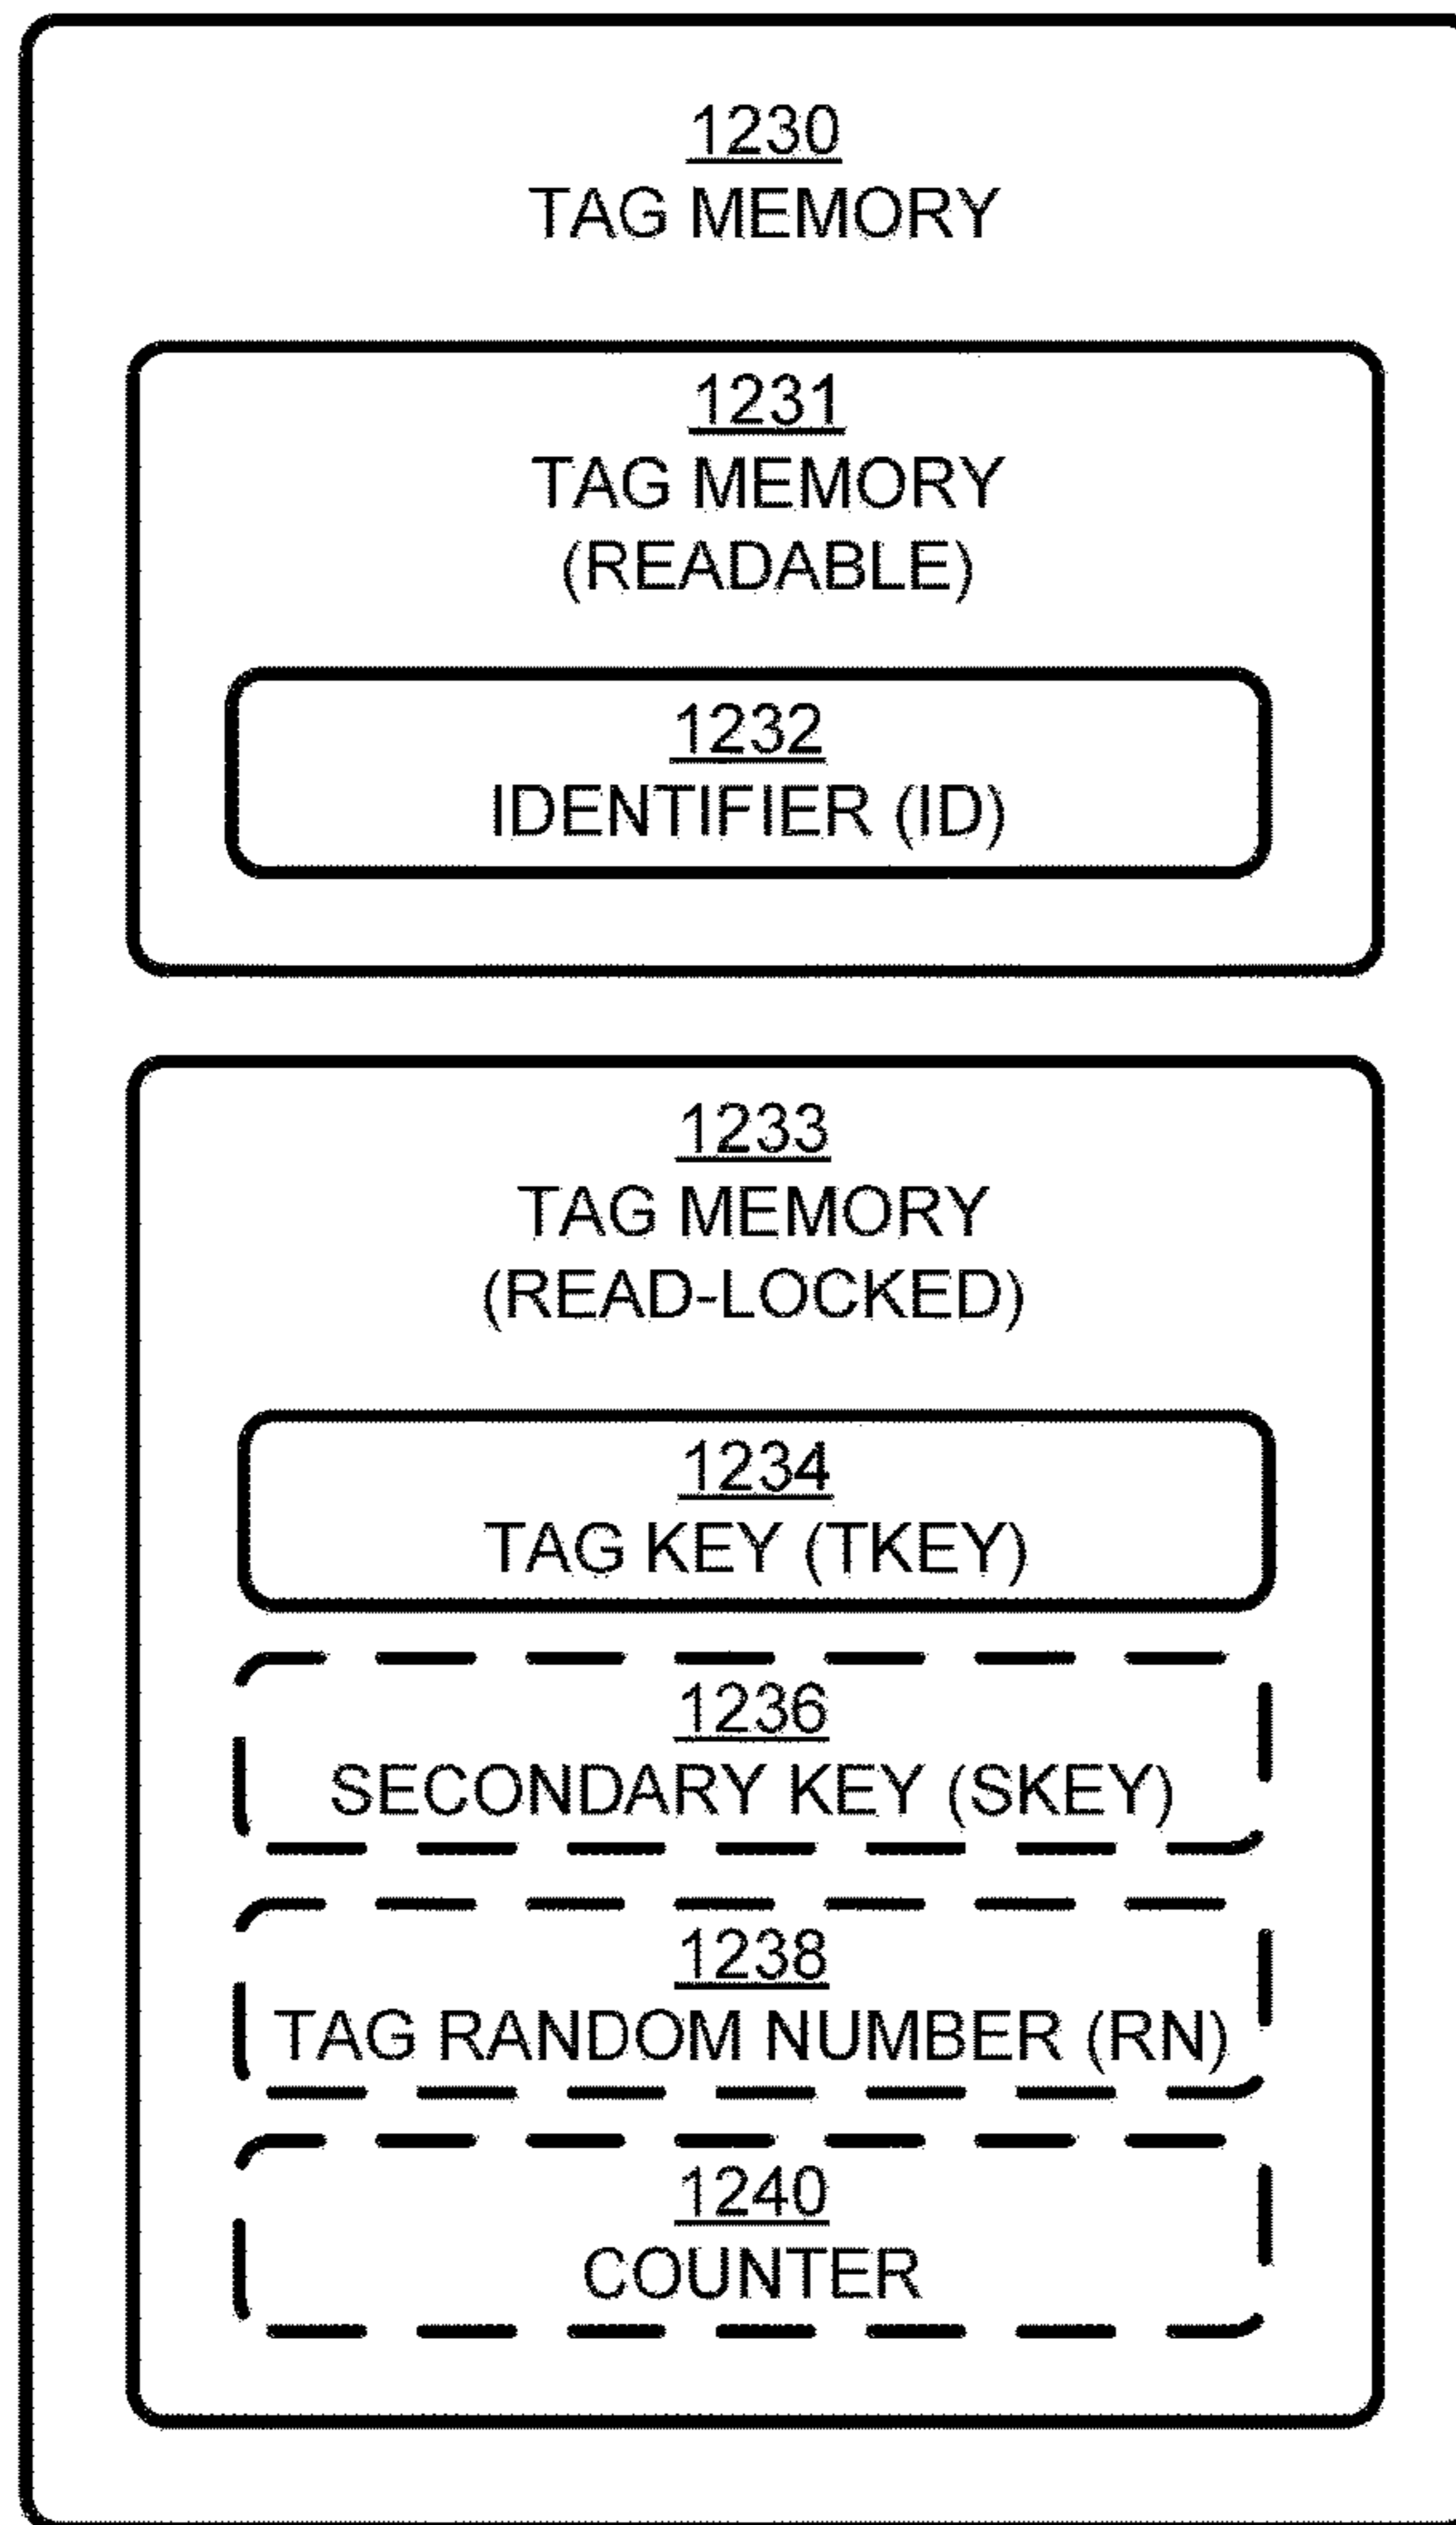 1230
TAG MEMORY
1231
TAG MEMORY
(READABLE)
1232
IDENTIFIER (ID)
1233
TAG MEMORY
(READ-LOCKED)
1234
TAG KEY (TKEY)
1236
SECONDARY KEY (SKEY)
1238
TAG RANDOM NUMBER (RN)
1240
COUNTER